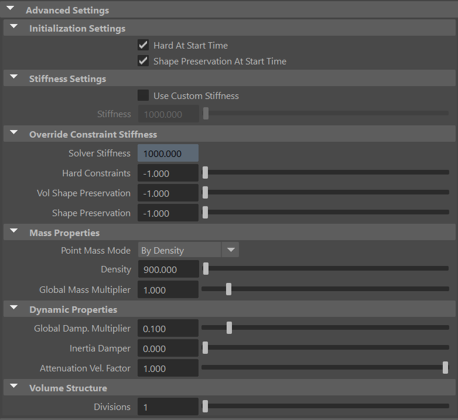 Advanced Settings
Initialization Settings
Hard At Start Time
Shape Preservation At Start Time
Stiffness Settings
Use Custom Stiffness
Stiffness 1000.000
Override Constraint Stiffness
Solver Stiffness 1000.000
Hard Constraints -1.000
Vol Shape Preservation -1.000
Shape Preservation -1.000
Mass Properties
Point Mass Mode By Density
Density 900.000
Global Mass Multiplier 1.000
Dynamic Properties
Global Damp. Multiplier 0.100
Inertia Damper 0.000
Attenuation Vel. Factor 1.000
Volume Structure
Divisions 1